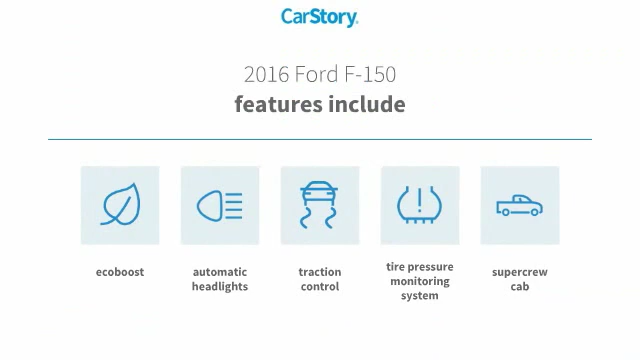 CarStory.
2016 Ford F-150
features include
ecoboost
automatic
headlights
traction
control
tire pressure
monitoring
system
supercrew
cab